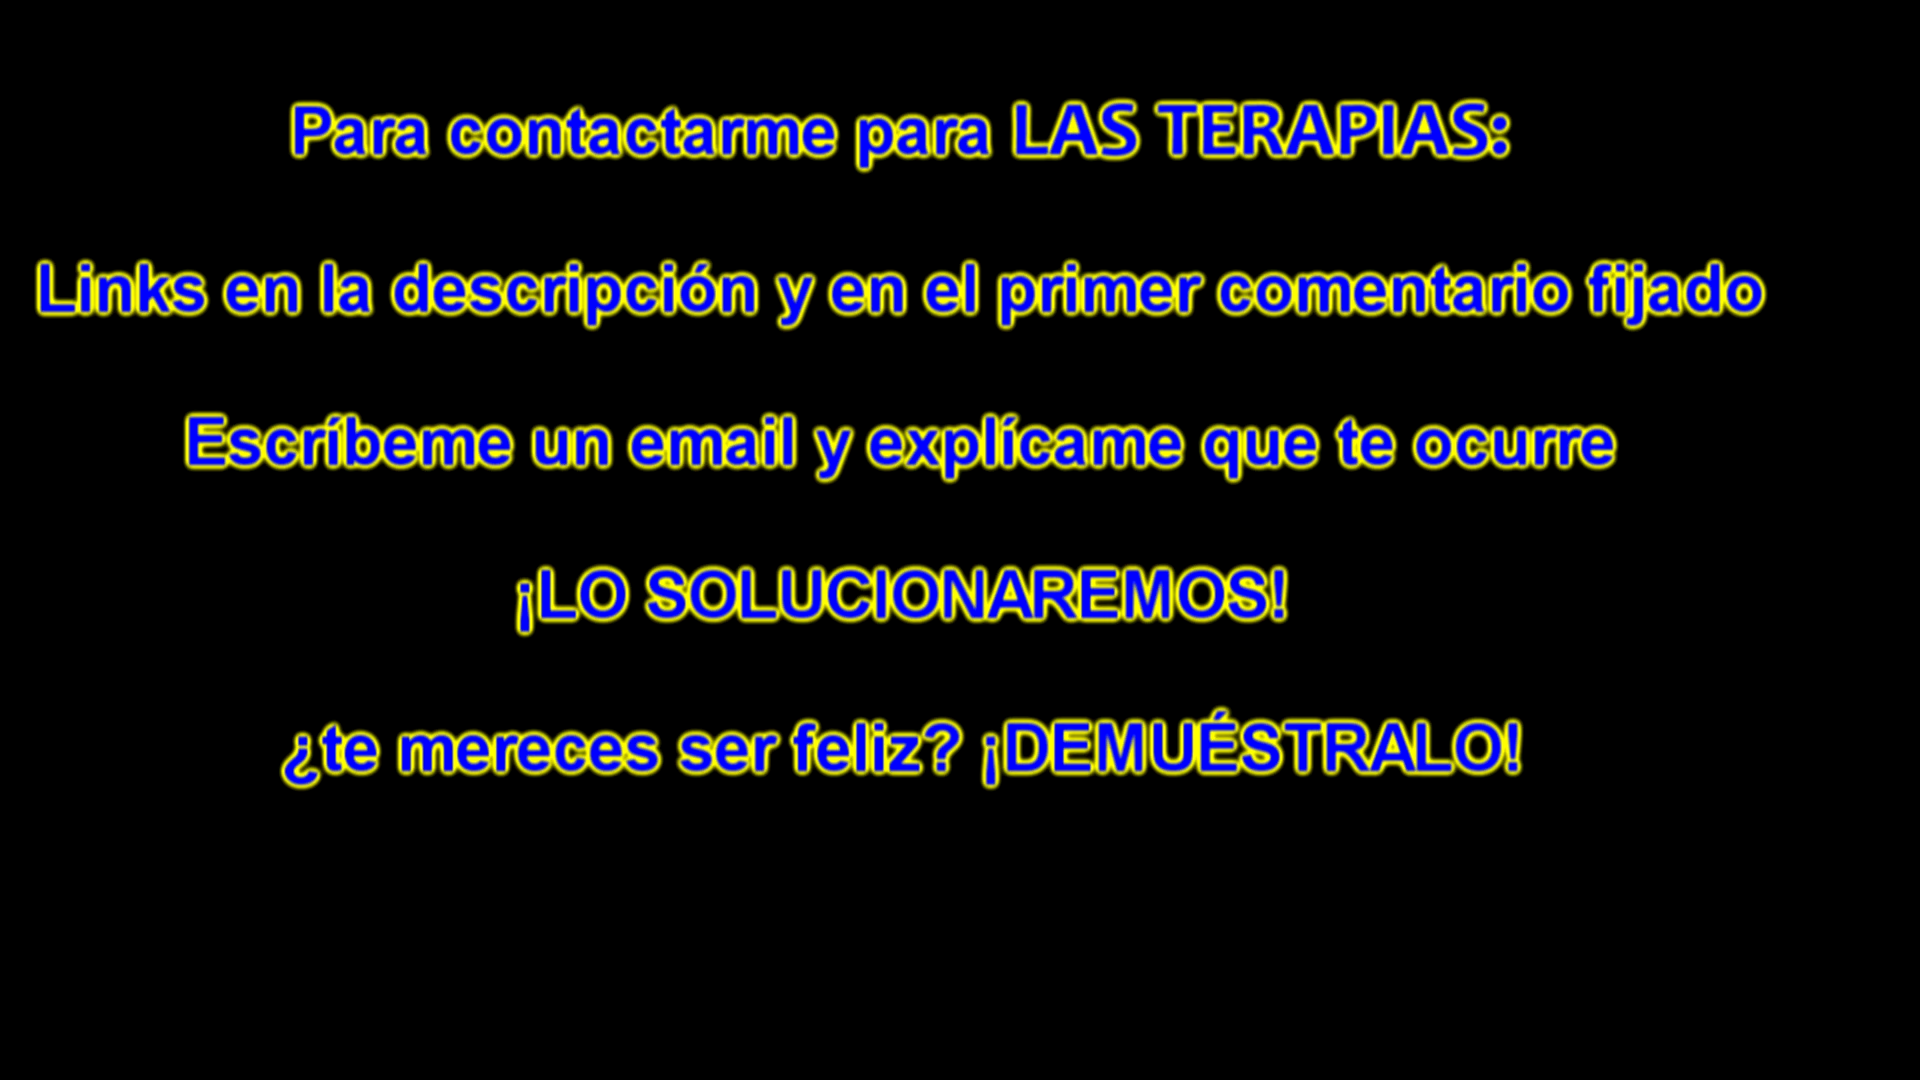 Para contactarme para LAS TERAPIAS:
Links en la descripción y en el primer comentario fijado
Escríbeme un email y explícame que te ocurre
¡LO SOLUCIONAREMOS!
¿te mereces ser feliz? ¡DEMUÉSTRALO!